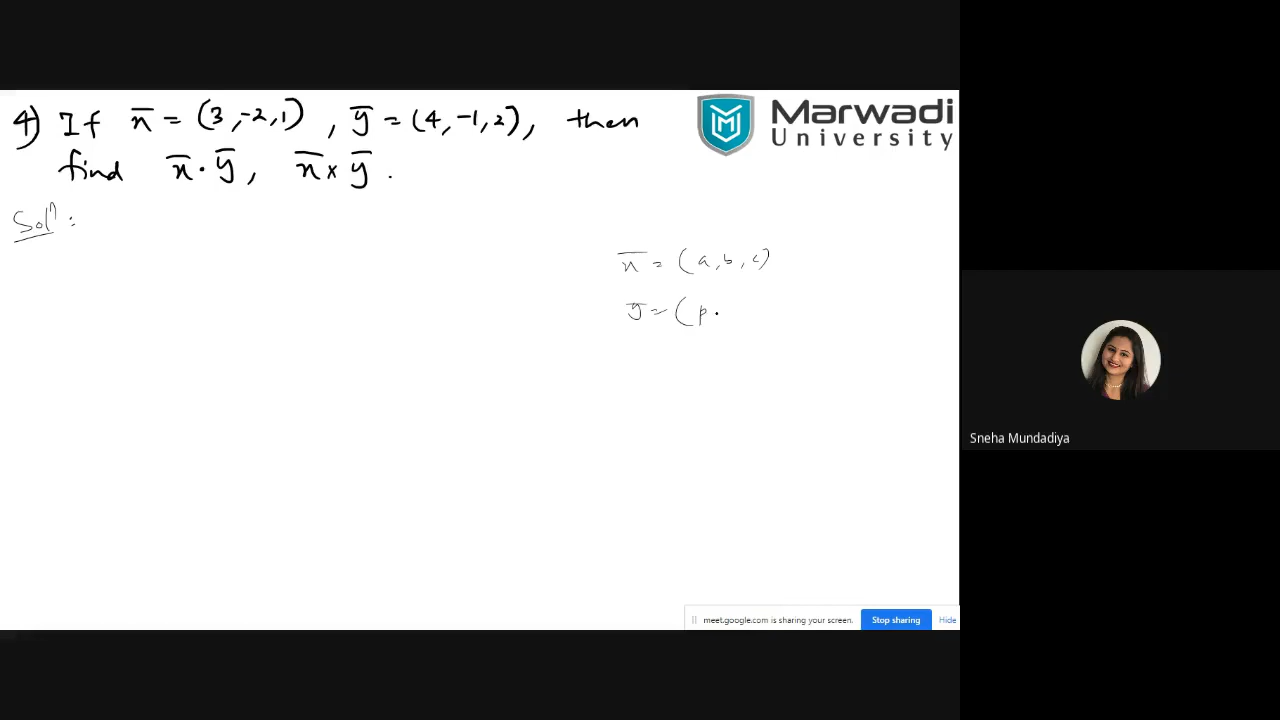 4) If x̄ = (3,-2,1), ȳ = (4,-1,2), then
find x̄ · ȳ, x̄ × ȳ.
Marwadi
University
Solⁿ:
x̄ = (a, b, c)
ȳ = (p.
Sneha Mundadiya
meet.google.com is sharing your screen. Stop sharing Hide